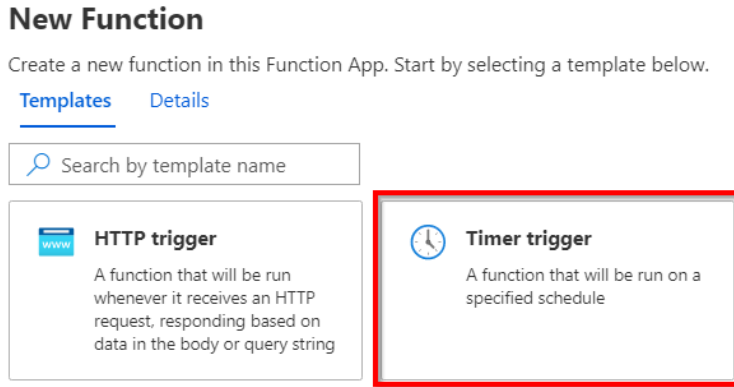 New Function
Create a new function in this Function App. Start by selecting a template below.
Templates Details
Search by template name
www
HTTP trigger
A function that will be run
whenever it receives an HTTP
request, responding based on
data in the body or query string
Timer trigger
A function that will be run on a
specified schedule